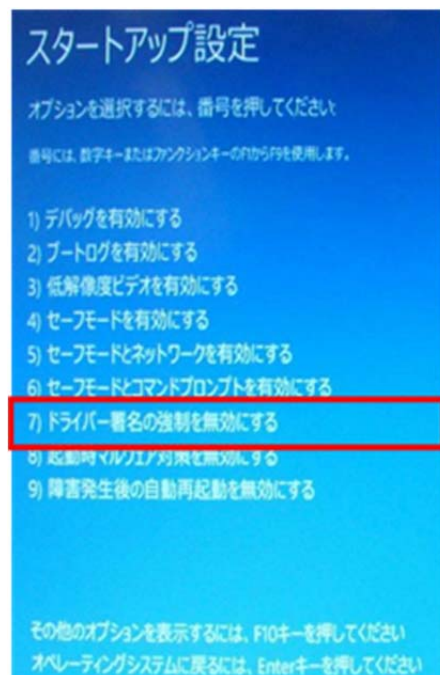 スタートアップ設定
オプションを選択するには、番号を押してください:
番号には、数字キーまたはファンクションキーのF1からF9を使用します。
1) デバッグを有効にする
2) ブートログを有効にする
3) 低解像度ビデオを有効にする
4) セーフモードを有効にする
5) セーフモードとネットワークを有効にする
6) セーフモードとコマンドプロンプトを有効にする
7) ドライバー署名の強制を無効にする
8) 起動時マルウェア対策を無効にする
9) 障害発生後の自動再起動を無効にする
その他のオプションを表示するには、F10キーを押してください
オペレーティングシステムに戻るには、Enterキーを押してください